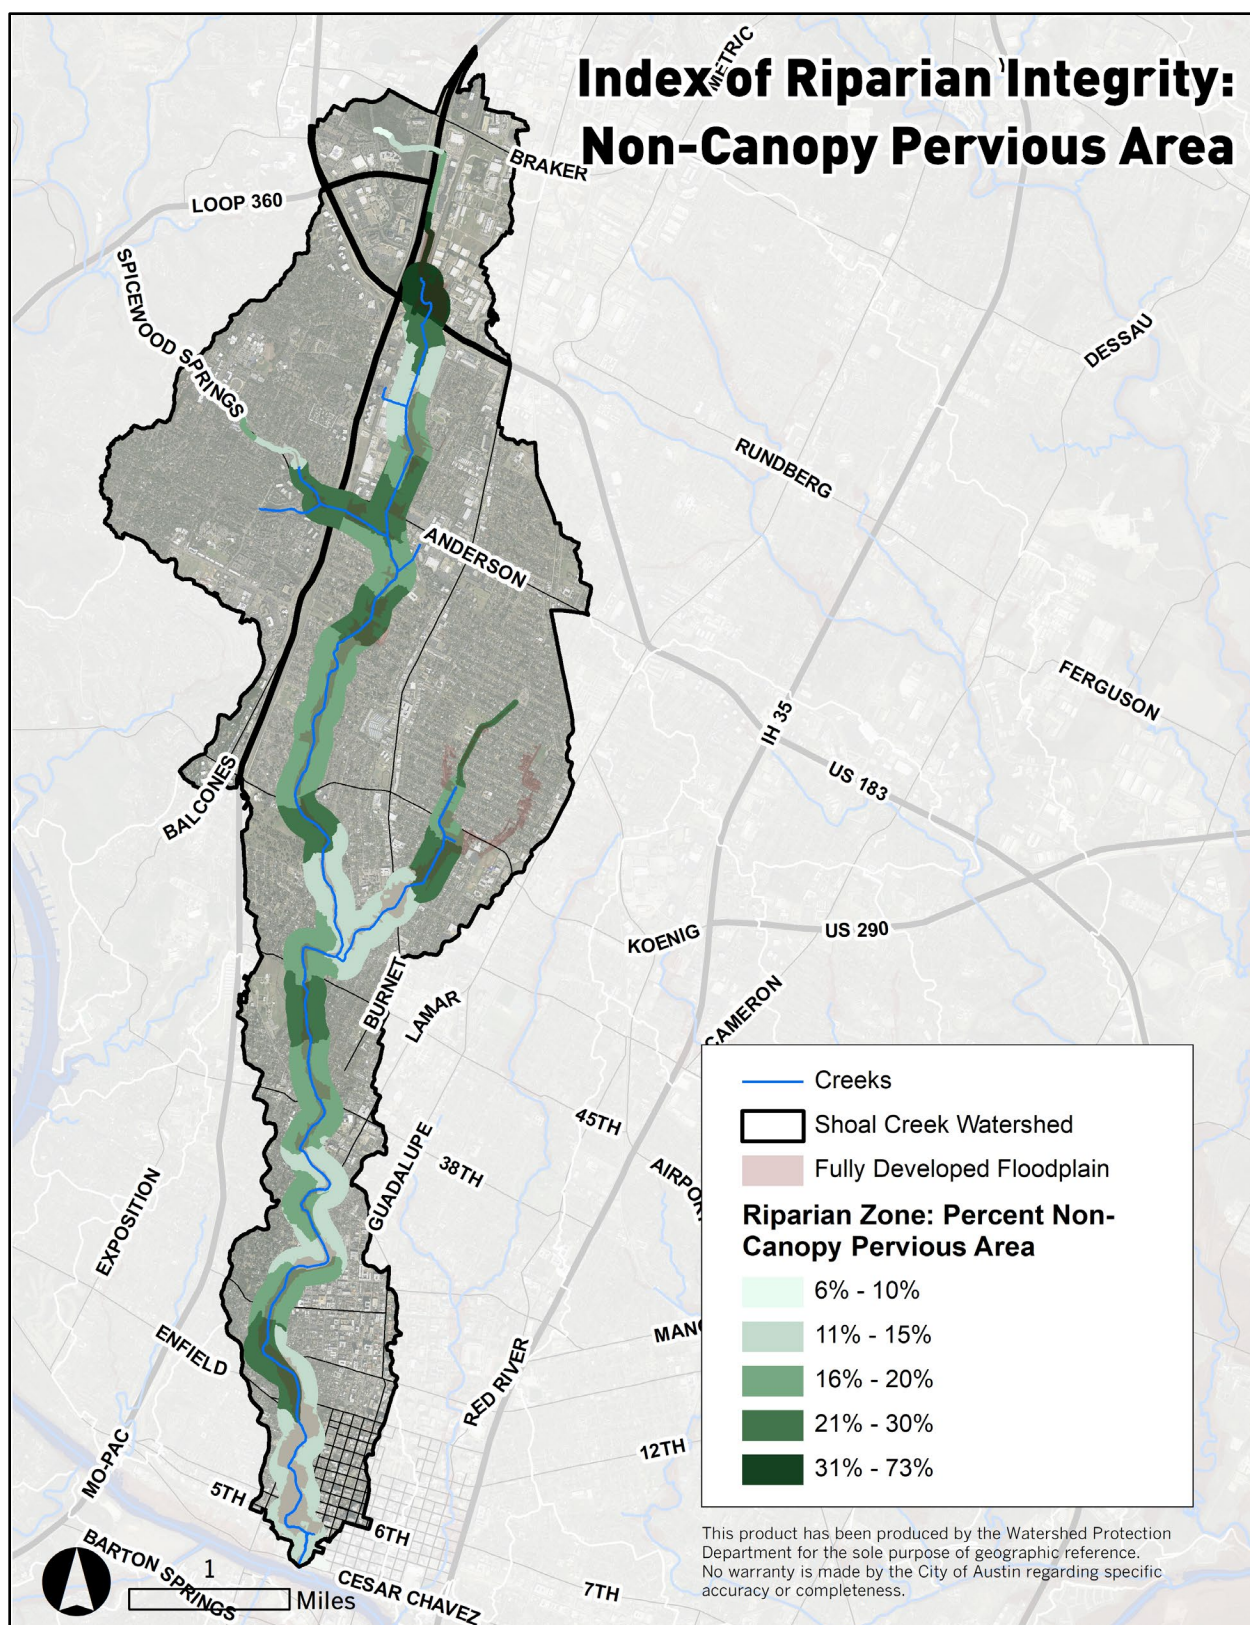 Index of Riparian Integrity:
Non-Canopy Pervious Area
METRIC
BRAKER
LOOP 360
SPICEWOOD SPRINGS
DESSAU
RUNDBERG
ANDERSON
FERGUSON
IH 35
US 183
BALCONES
KOENIG
US 290
BURNET
LAMAR
CAMERON
45TH
38TH
GUADALUPE
EXPOSITION
ENFIELD
RED RIVER
12TH
MO-PAC
5TH
6TH
BARTON SPRINGS
CESAR CHAVEZ
7TH
1
Miles
Creeks
Shoal Creek Watershed
Fully Developed Floodplain
Riparian Zone: Percent Non-
Canopy Pervious Area
6% - 10%
11% - 15%
16% - 20%
21% - 30%
31% - 73%
This product has been produced by the Watershed Protection
Department for the sole purpose of geographic reference.
No warranty is made by the City of Austin regarding specific
accuracy or completeness.